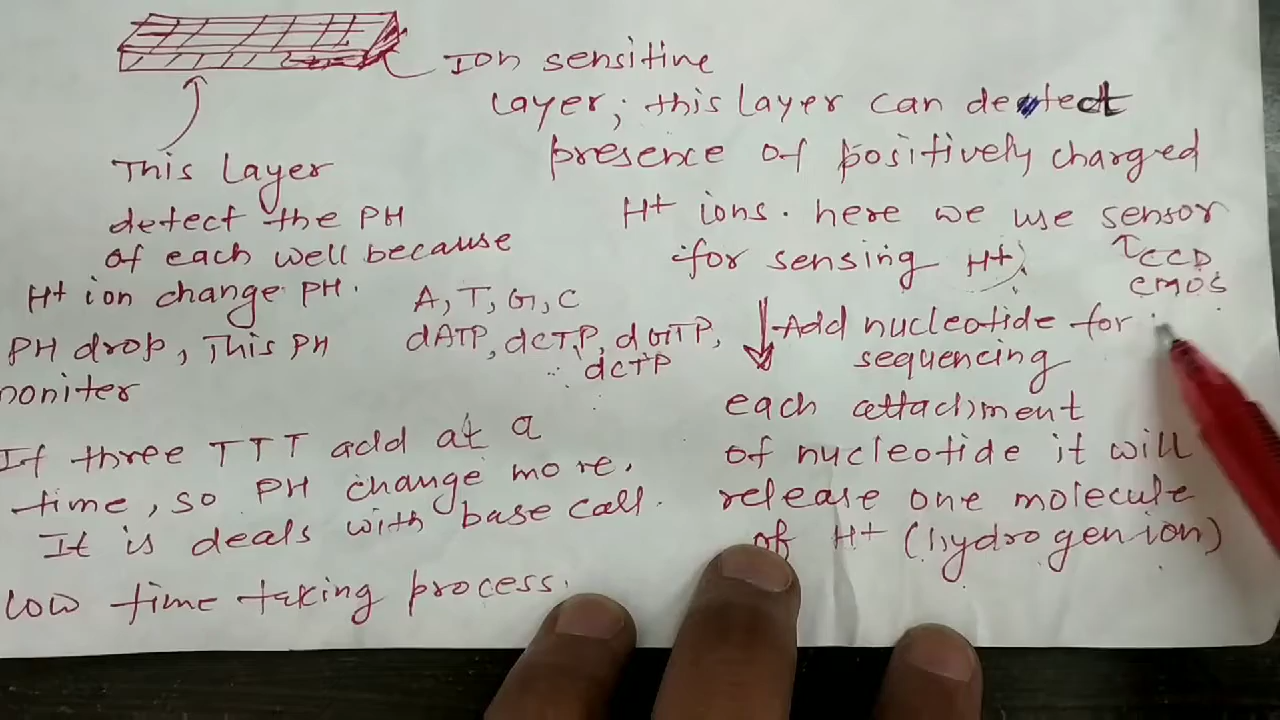 Ion sensitive
Layer; this layer can detect
presence of positively charged
H+ ions. here we use sensor
for sensing H+)
CCD
CMOS
This Layer
detect the PH
of each well because
H+ ion change PH.
PH drop, This PH
moniter
A, T, G, C
dATP, dCTP, dGTP,
dCTP
Add nucleotide for
sequencing
each attachment
of nucleotide it will
release one molecule
of H+ (hydrogen ion)
If three TTT add at a
time, so PH change more.
It is deals with base call.
low time taking process.